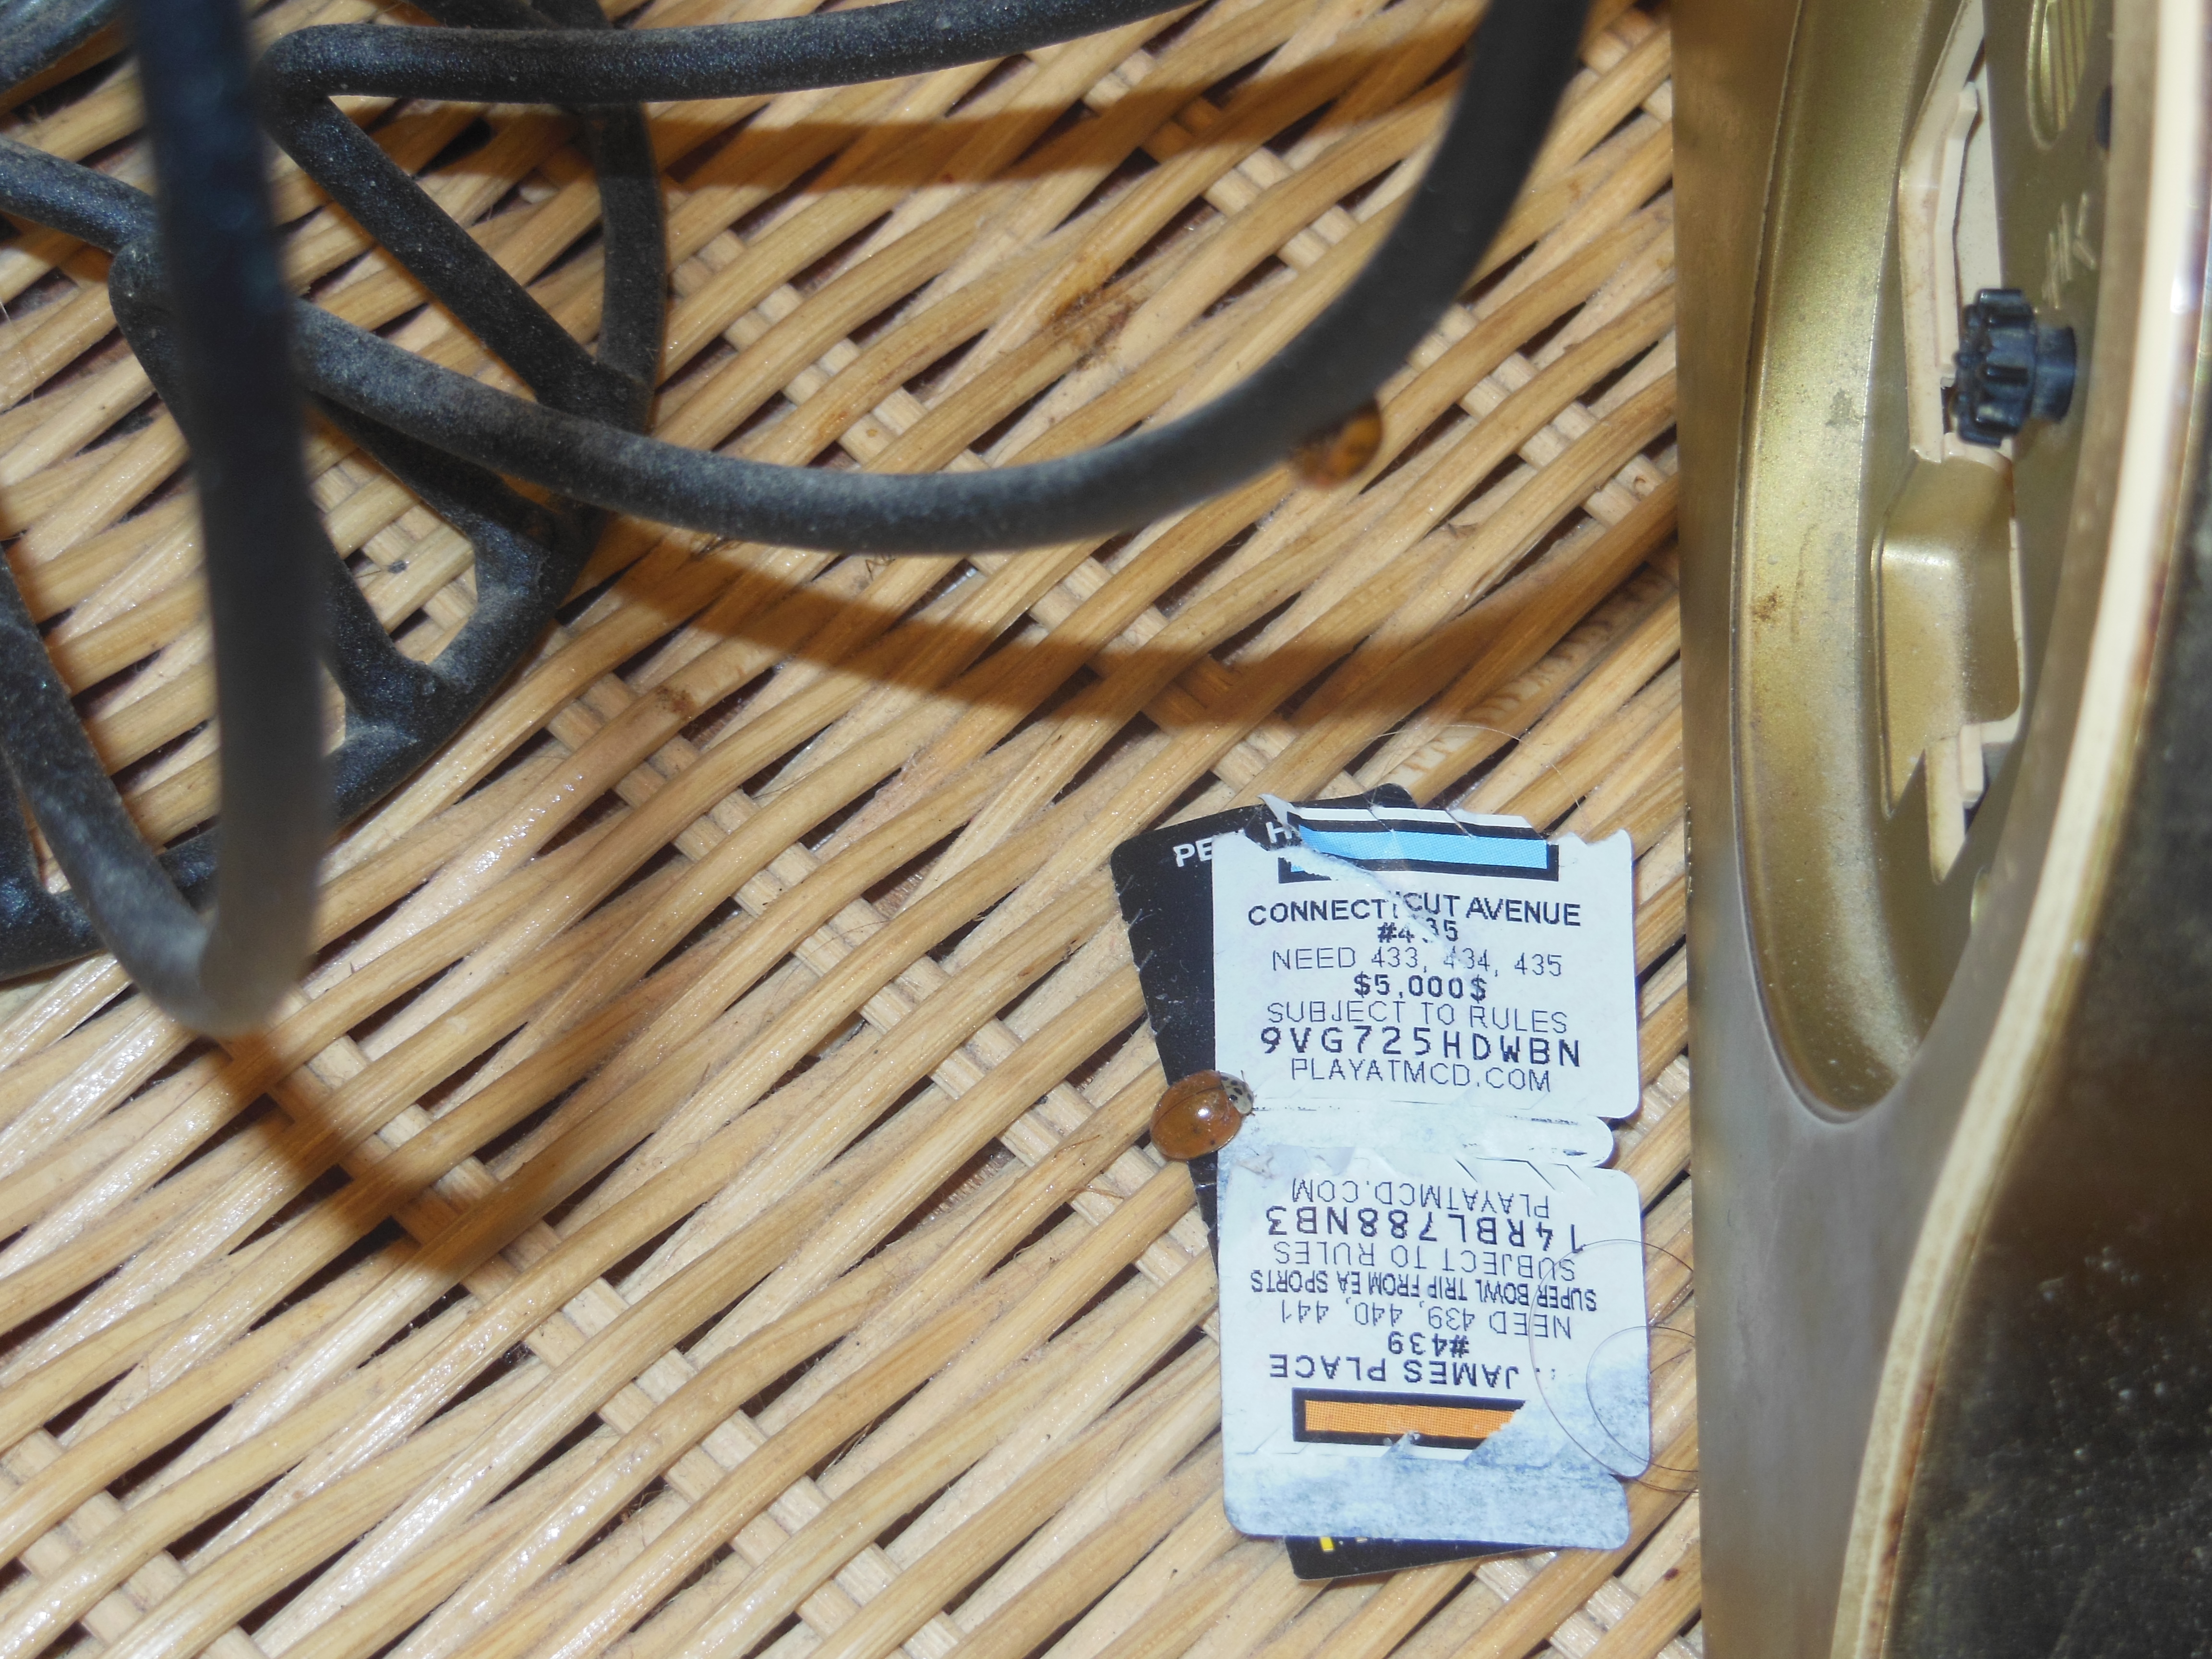 CONNECTICUT AVENUE
#435
NEED 433, 434, 435
$5,000$
SUBJECT TO RULES
9VG725HDWBN
PLAYATMCD.COM
JAMES PLACE
#439
NEED 439, 440, 441
SUPER BOWL TRIP FROM EA SPORTS
SUBJECT TO RULES
14RBL788NB3
PLAYATMCD.COM